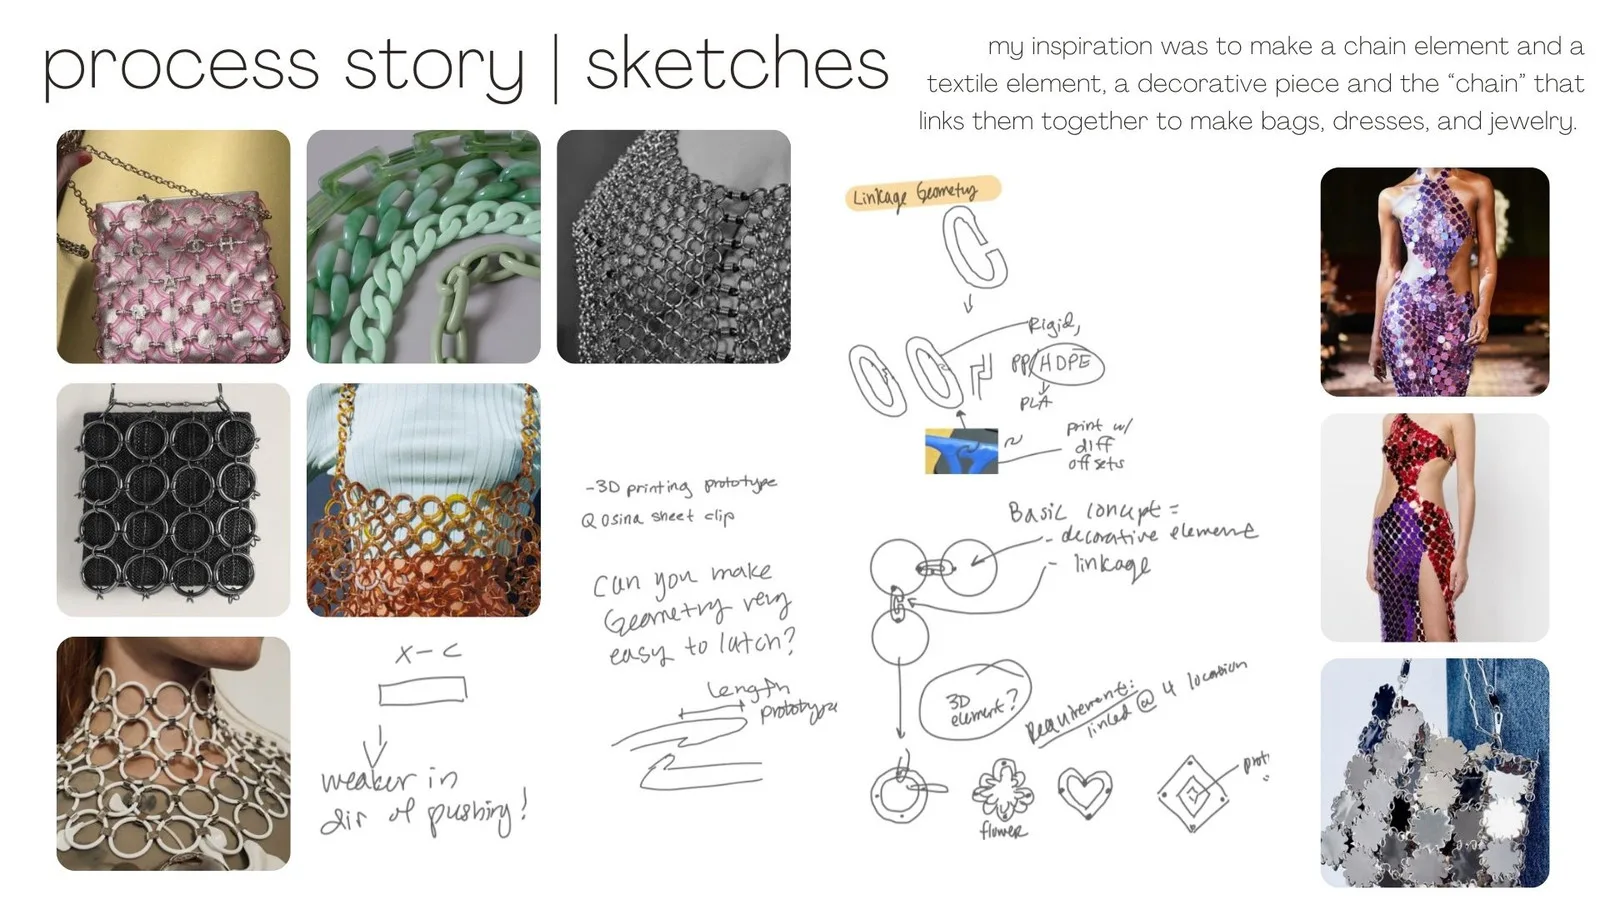 process story | sketches
my inspiration was to make a chain element and a
textile element, a decorative piece and the “chain” that
links them together to make bags, dresses, and jewelry.
Linkage Geometry
Rigid,
PP/HDPE
PLA
print w/
diff
offsets
-3D printing prototype
Qosina sheet clip
Can you make
Geometry very
easy to latch?
Length
prototype
X-C
weaker in
dir of pushing!
Basic concept =
- decorative element
- linkage
3D
element?
Requirement:
linked @ 4 location
flower
prot